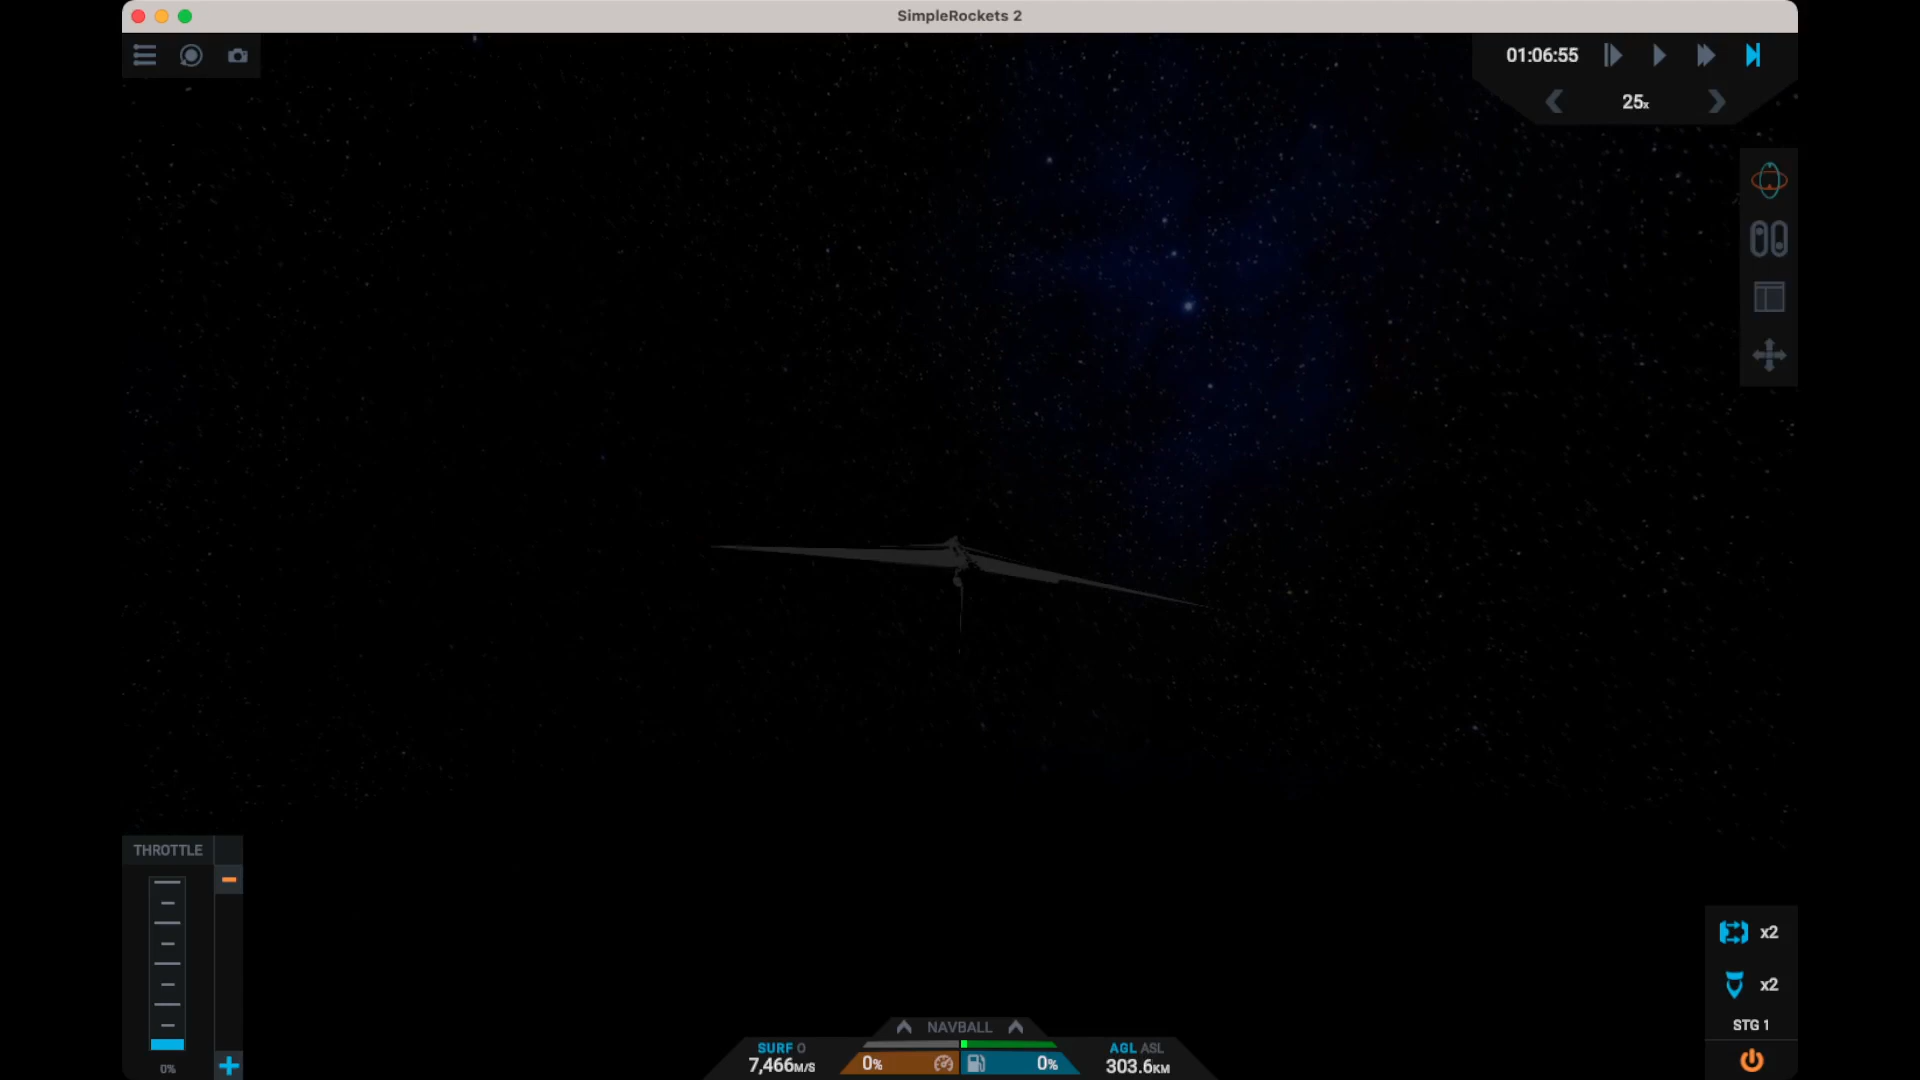 SimpleRockets 2
01:06:55
25x
THROTTLE
0%
NAVBALL
SURF O
7,466M/S
0%
0%
AGL ASL
303.6KM
x2
x2
STG 1